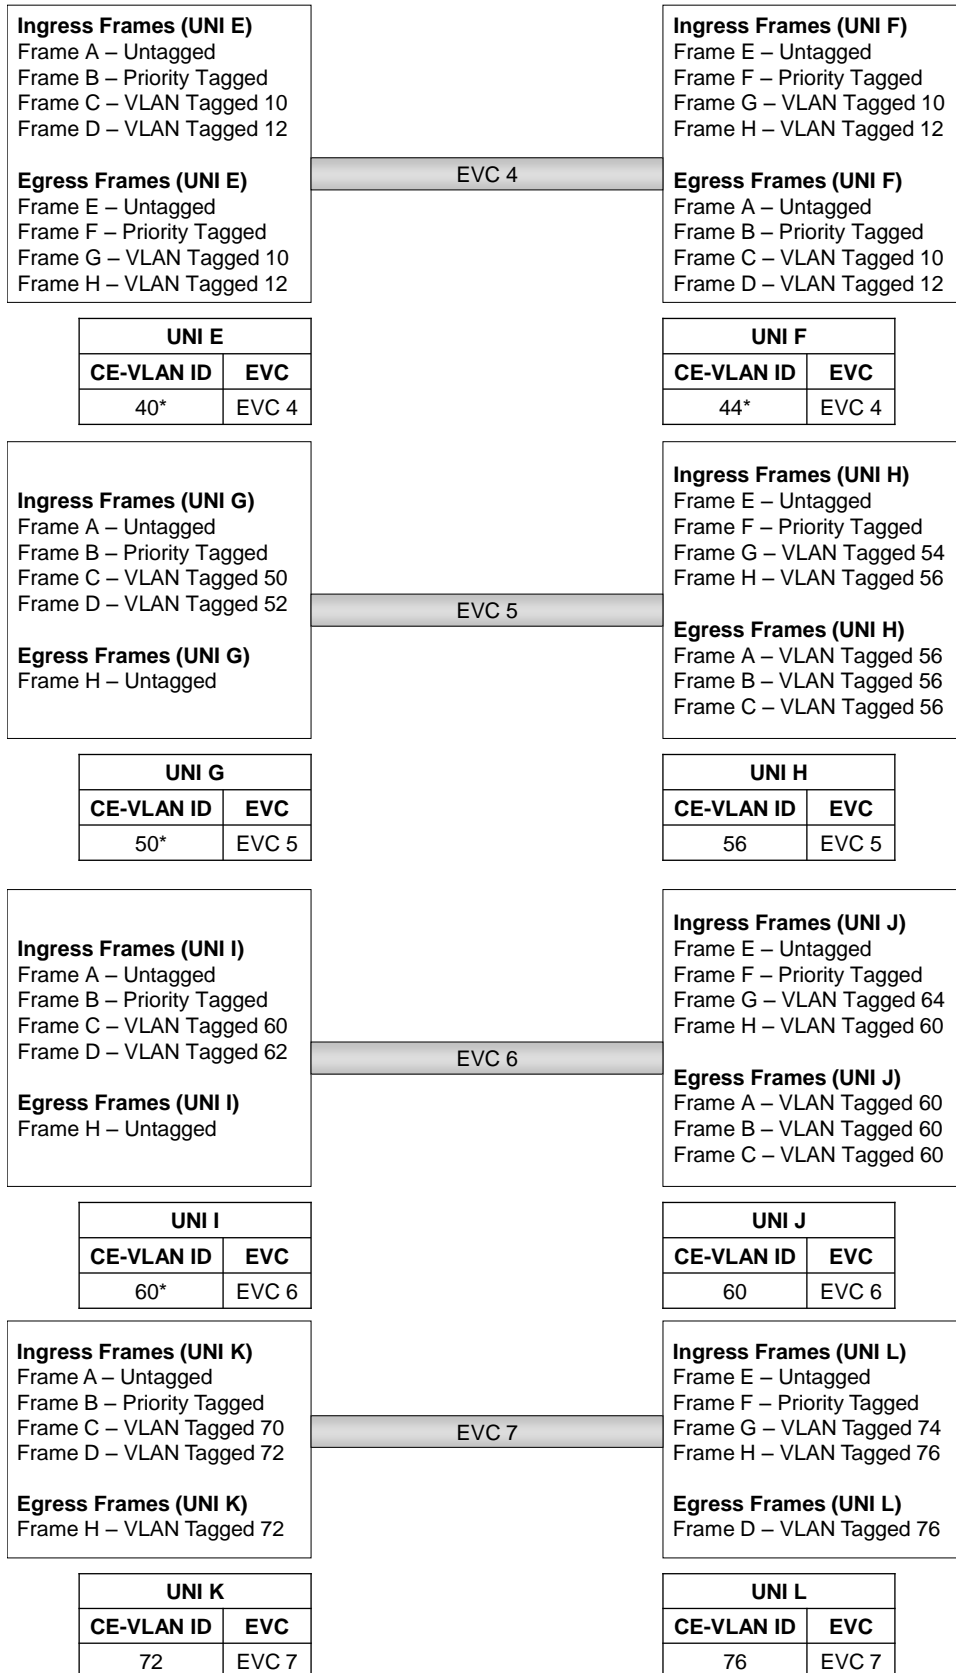 Ingress Frames (UNI E)
Frame A – Untagged
Frame B – Priority Tagged
Frame C – VLAN Tagged 10
Frame D – VLAN Tagged 12
Egress Frames (UNI E)
Frame E – Untagged
Frame F – Priority Tagged
Frame G – VLAN Tagged 10
Frame H – VLAN Tagged 12
EVC 4
Ingress Frames (UNI F)
Frame E – Untagged
Frame F – Priority Tagged
Frame G – VLAN Tagged 10
Frame H – VLAN Tagged 12
Egress Frames (UNI F)
Frame A – Untagged
Frame B – Priority Tagged
Frame C – VLAN Tagged 10
Frame D – VLAN Tagged 12
UNI E
CE-VLAN ID EVC
40* EVC 4
UNI F
CE-VLAN ID EVC
44* EVC 4
Ingress Frames (UNI G)
Frame A – Untagged
Frame B – Priority Tagged
Frame C – VLAN Tagged 50
Frame D – VLAN Tagged 52
Egress Frames (UNI G)
Frame H – Untagged
EVC 5
Ingress Frames (UNI H)
Frame E – Untagged
Frame F – Priority Tagged
Frame G – VLAN Tagged 54
Frame H – VLAN Tagged 56
Egress Frames (UNI H)
Frame A – VLAN Tagged 56
Frame B – VLAN Tagged 56
Frame C – VLAN Tagged 56
UNI G
CE-VLAN ID EVC
50* EVC 5
UNI H
CE-VLAN ID EVC
56 EVC 5
Ingress Frames (UNI I)
Frame A – Untagged
Frame B – Priority Tagged
Frame C – VLAN Tagged 60
Frame D – VLAN Tagged 62
Egress Frames (UNI I)
Frame H – Untagged
EVC 6
Ingress Frames (UNI J)
Frame E – Untagged
Frame F – Priority Tagged
Frame G – VLAN Tagged 64
Frame H – VLAN Tagged 60
Egress Frames (UNI J)
Frame A – VLAN Tagged 60
Frame B – VLAN Tagged 60
Frame C – VLAN Tagged 60
UNI I
CE-VLAN ID EVC
60* EVC 6
UNI J
CE-VLAN ID EVC
60 EVC 6
Ingress Frames (UNI K)
Frame A – Untagged
Frame B – Priority Tagged
Frame C – VLAN Tagged 70
Frame D – VLAN Tagged 72
Egress Frames (UNI K)
Frame H – VLAN Tagged 72
EVC 7
Ingress Frames (UNI L)
Frame E – Untagged
Frame F – Priority Tagged
Frame G – VLAN Tagged 74
Frame H – VLAN Tagged 76
Egress Frames (UNI L)
Frame D – VLAN Tagged 76
UNI K
CE-VLAN ID EVC
72 EVC 7
UNI L
CE-VLAN ID EVC
76 EVC 7